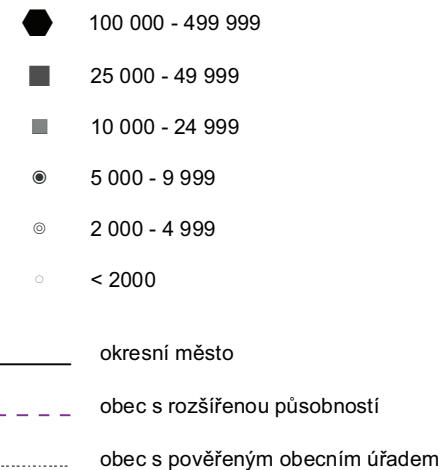 100 000 - 499 999
25 000 - 49 999
10 000 - 24 999
5 000 - 9 999
2 000 - 4 999
< 2000
okresní město
obec s rozšířenou působností
obec s pověřeným obecním úřadem